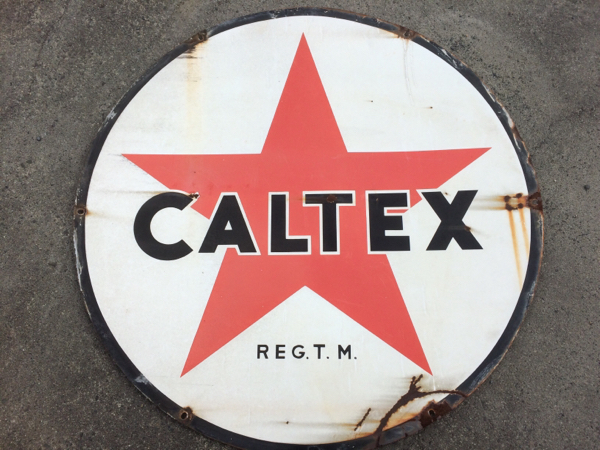 CALTEX
REG. T. M.